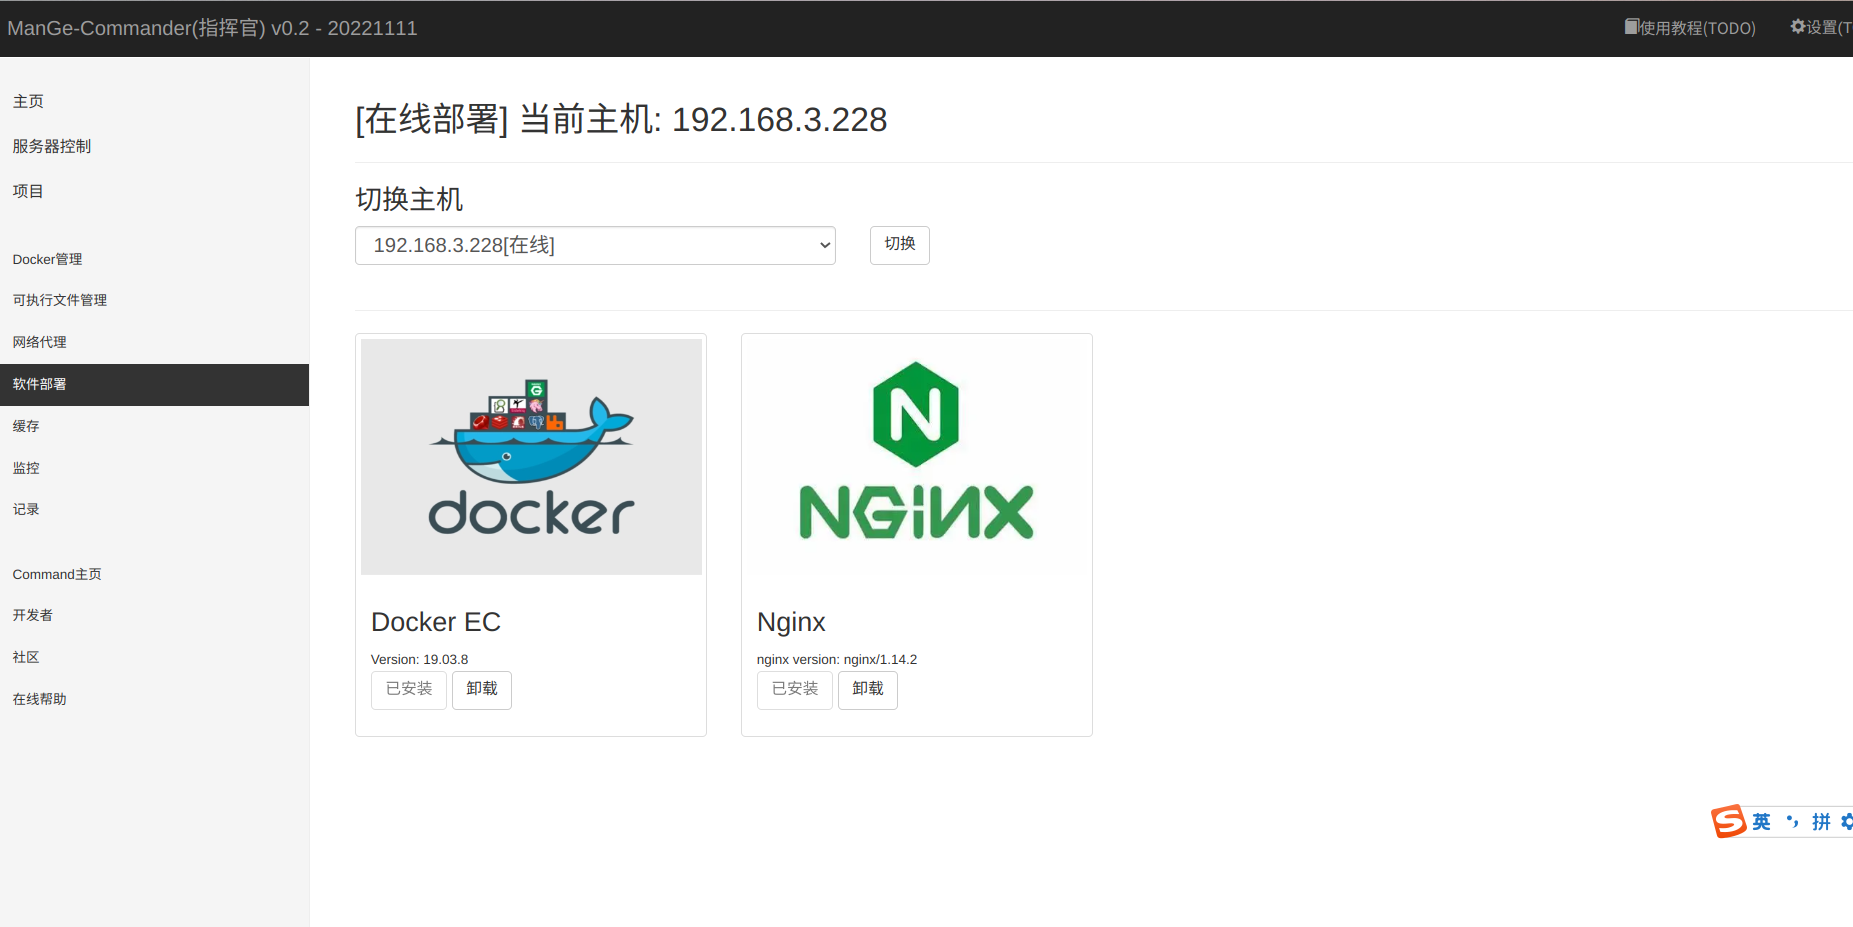 ManGe-Commander(指挥官) v0.2 - 20221111
使用教程(TODO)
设置(T
主页
服务器控制
项目
Docker管理
可执行文件管理
网络代理
软件部署
缓存
监控
记录
Command主页
开发者
社区
在线帮助
[在线部署] 当前主机: 192.168.3.228
切换主机
192.168.3.228[在线]
切换
docker
Docker EC
Version: 19.03.8
已安装 卸载
N
NGiNX
Nginx
nginx version: nginx/1.14.2
已安装 卸载
S 英 •, 拼